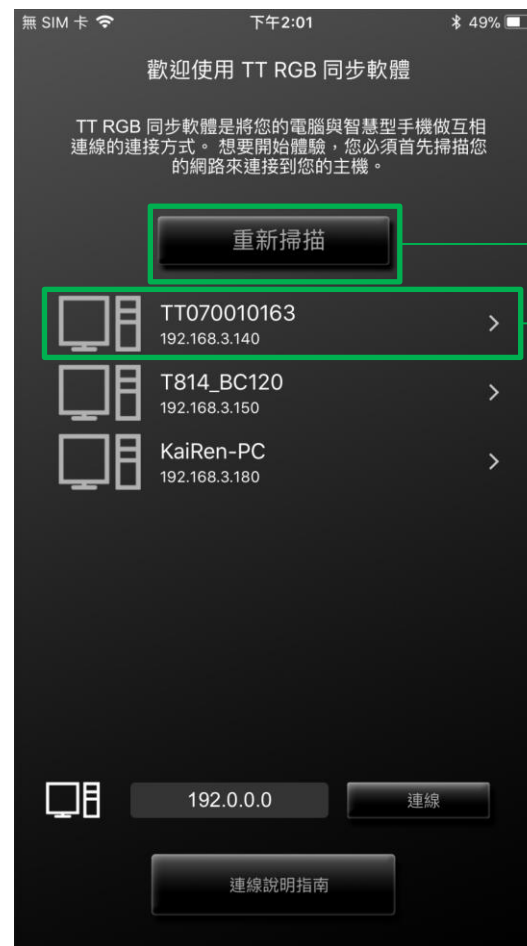 無 SIM 卡 下午2:01 49%
歡迎使用 TT RGB 同步軟體
TT RGB 同步軟體是將您的電腦與智慧型手機做互相
連線的連接方式。 想要開始體驗，您必須首先掃描您
的網路來連接到您的主機。
重新掃描
TT070010163
192.168.3.140
T814_BC120
192.168.3.150
KaiRen-PC
192.168.3.180
192.0.0.0 連線
連線說明指南